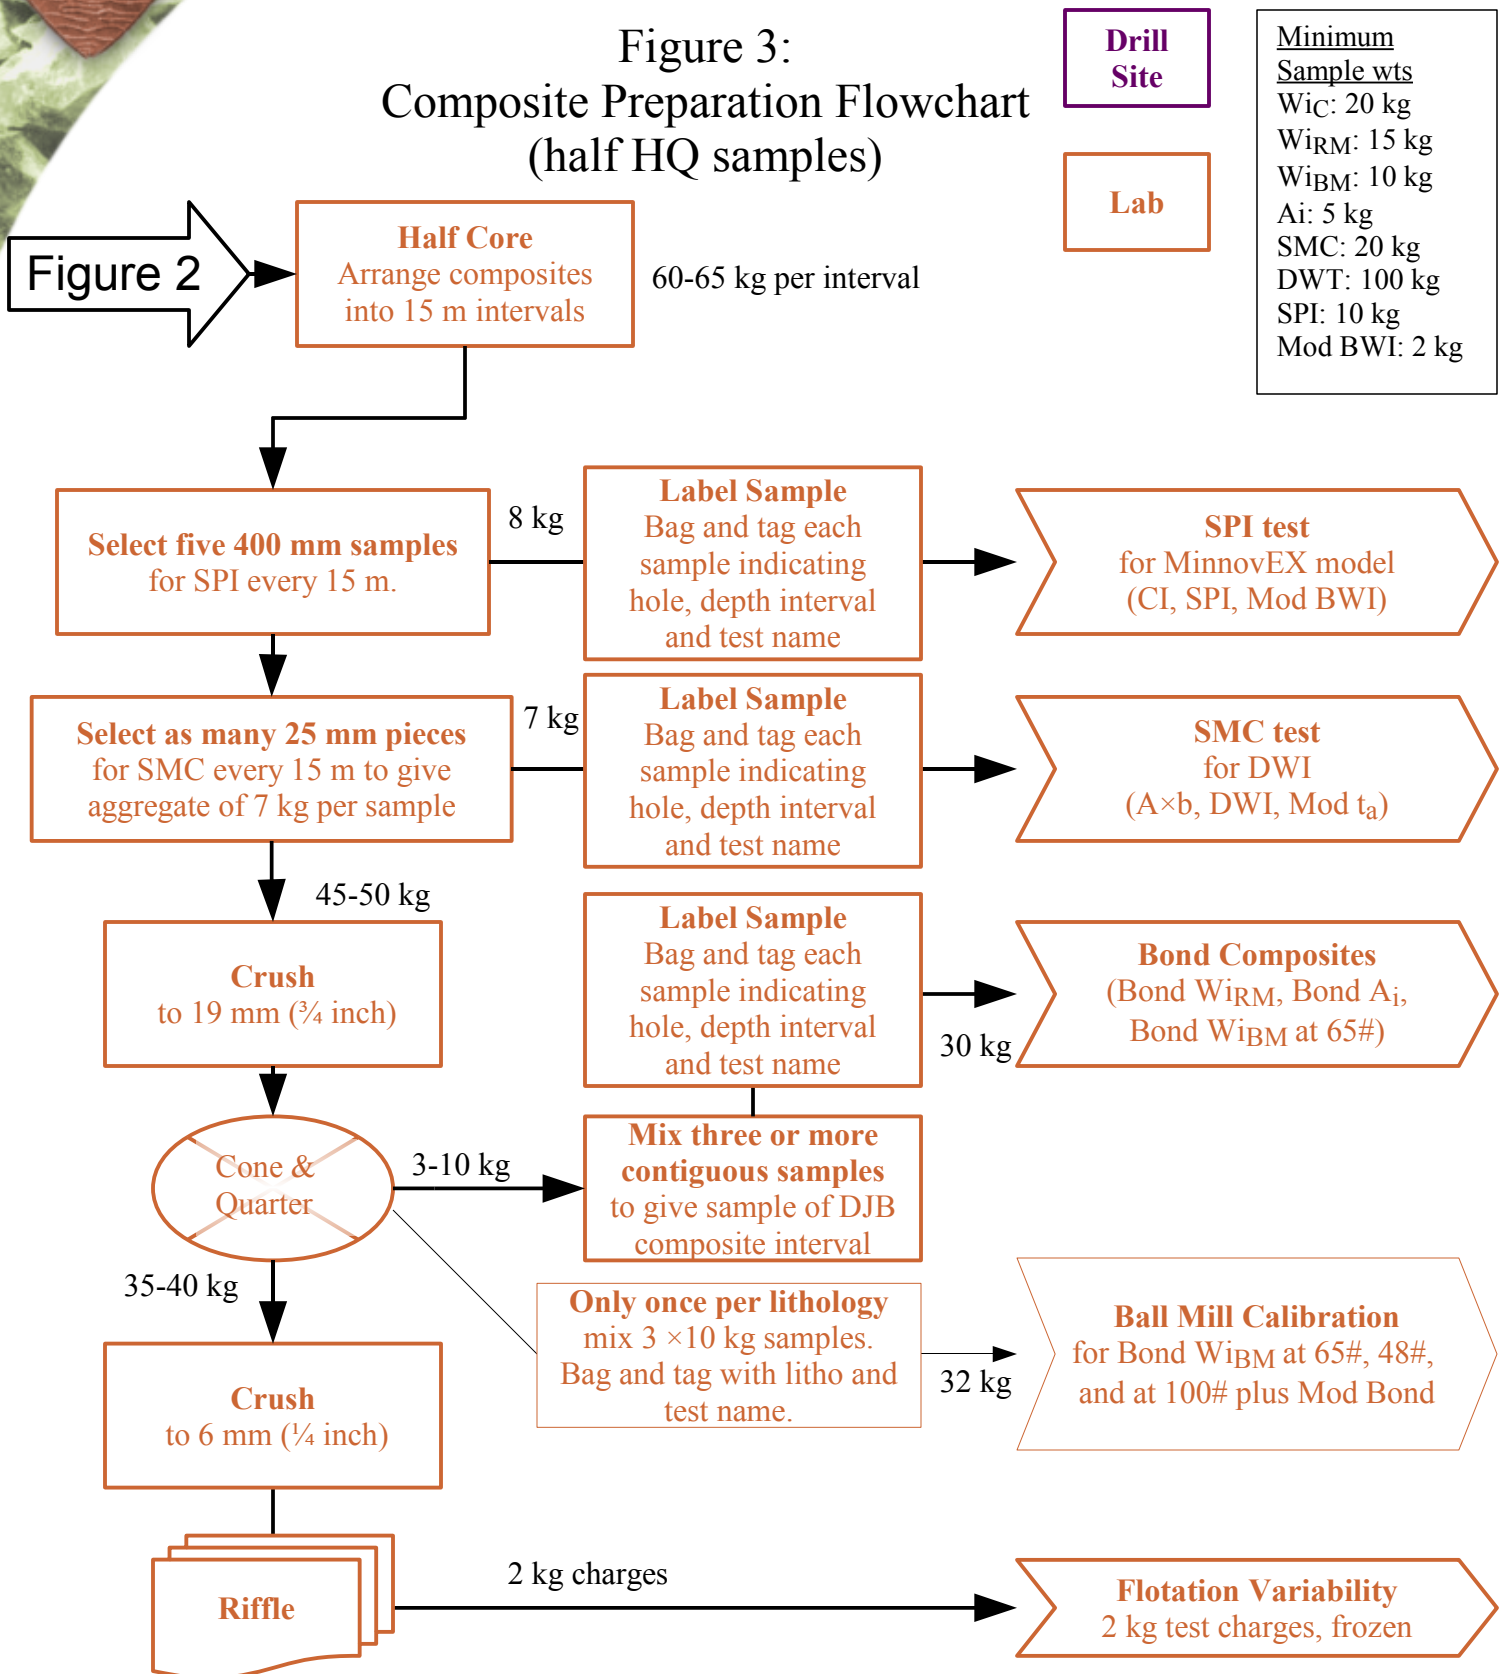 Figure 3:
Composite Preparation Flowchart
(half HQ samples)
Drill
Site
Lab
Minimum
Sample wts
WiC: 20 kg
WiRM: 15 kg
WiBM: 10 kg
Ai: 5 kg
SMC: 20 kg
DWT: 100 kg
SPI: 10 kg
Mod BWI: 2 kg
Figure 2
Half Core
Arrange composites
into 15 m intervals
60-65 kg per interval
Select five 400 mm samples
for SPI every 15 m.
8 kg
Label Sample
Bag and tag each
sample indicating
hole, depth interval
and test name
SPI test
for MinnovEX model
(CI, SPI, Mod BWI)
Select as many 25 mm pieces
for SMC every 15 m to give
aggregate of 7 kg per sample
7 kg
Label Sample
Bag and tag each
sample indicating
hole, depth interval
and test name
SMC test
for DWI
(A×b, DWI, Mod ta)
45-50 kg
Crush
to 19 mm (¾ inch)
Label Sample
Bag and tag each
sample indicating
hole, depth interval
and test name
30 kg
Bond Composites
(Bond WiRM, Bond Ai,
Bond WiBM at 65#)
Cone &
Quarter
3-10 kg
Mix three or more
contiguous samples
to give sample of DJB
composite interval
35-40 kg
Only once per lithology
mix 3 ×10 kg samples.
Bag and tag with litho and
test name.
32 kg
Ball Mill Calibration
for Bond WiBM at 65#, 48#,
and at 100# plus Mod Bond
Crush
to 6 mm (¼ inch)
Riffle
2 kg charges
Flotation Variability
2 kg test charges, frozen